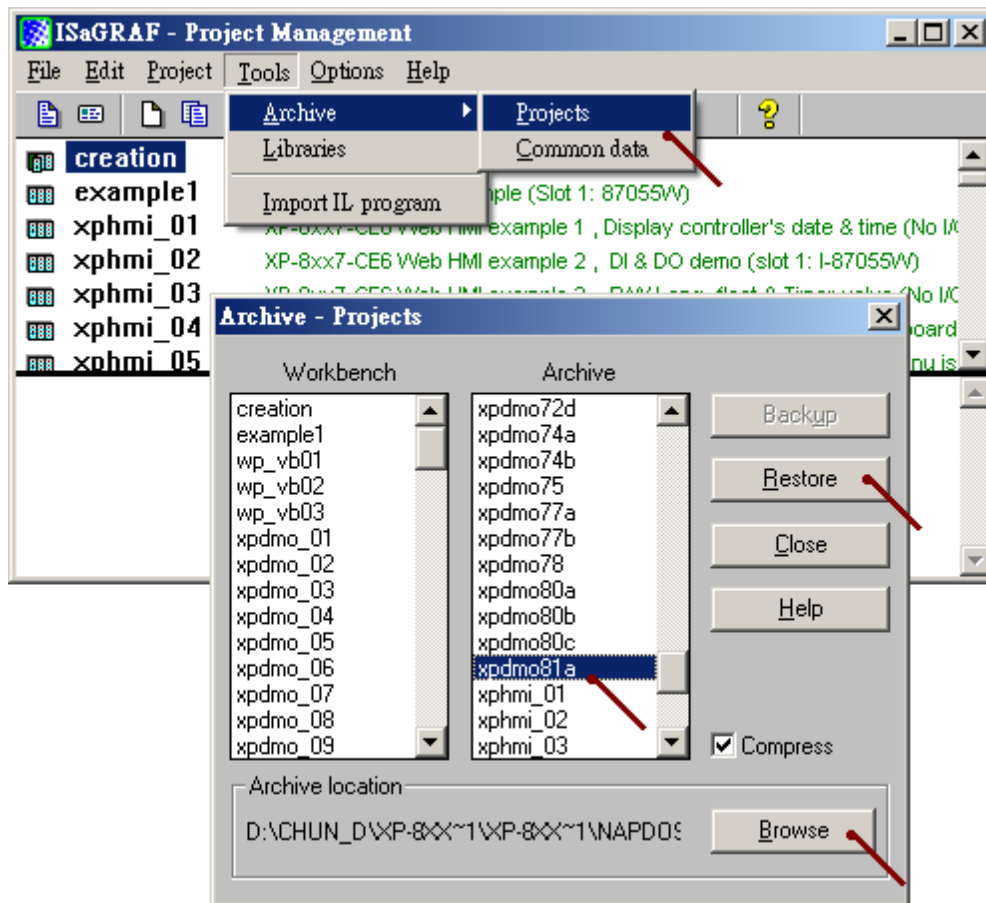 ISaGRAF - Project Management
File Edit Project Tools Options Help
Archive
Libraries
Import IL program
Projects
Common data
creation
example1 (Slot 1: 87055W)
xphmi_01 Web HMI example 1 , Display controller's date & time (No
xphmi_02 XP-8xx7-CE6 Web HMI example 2 , DI & DO demo (slot 1: I-87055W)
xphmi_03
xphmi_04
xphmi_05
Archive - Projects
Workbench
creation
example1
wp_vb01
wp_vb02
wp_vb03
xpdmo_01
xpdmo_02
xpdmo_03
xpdmo_04
xpdmo_05
xpdmo_06
xpdmo_07
xpdmo_08
xpdmo_09
Archive
xpdmo72d
xpdmo74a
xpdmo74b
xpdmo75
xpdmo77a
xpdmo77b
xpdmo78
xpdmo80a
xpdmo80b
xpdmo80c
xpdmo81a
xphmi_01
xphmi_02
xphmi_03
Backup
Restore
Close
Help
Compress
Archive location
D:\CHUN_D\XP-8XX~1\XP-8XX~1\NAPDOS
Browse